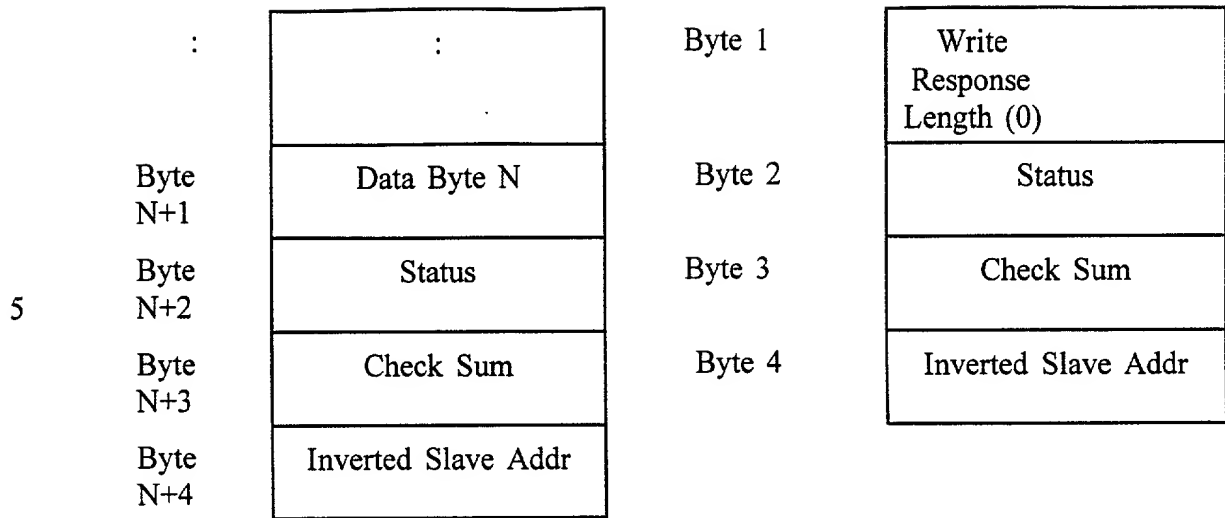 : : Byte 1 Write
Response
Length (0)
Byte Data Byte N Byte 2 Status
N+1
Byte Status Byte 3 Check Sum
5 N+2
Byte Check Sum Byte 4 Inverted Slave Addr
N+3
Byte Inverted Slave Addr
N+4